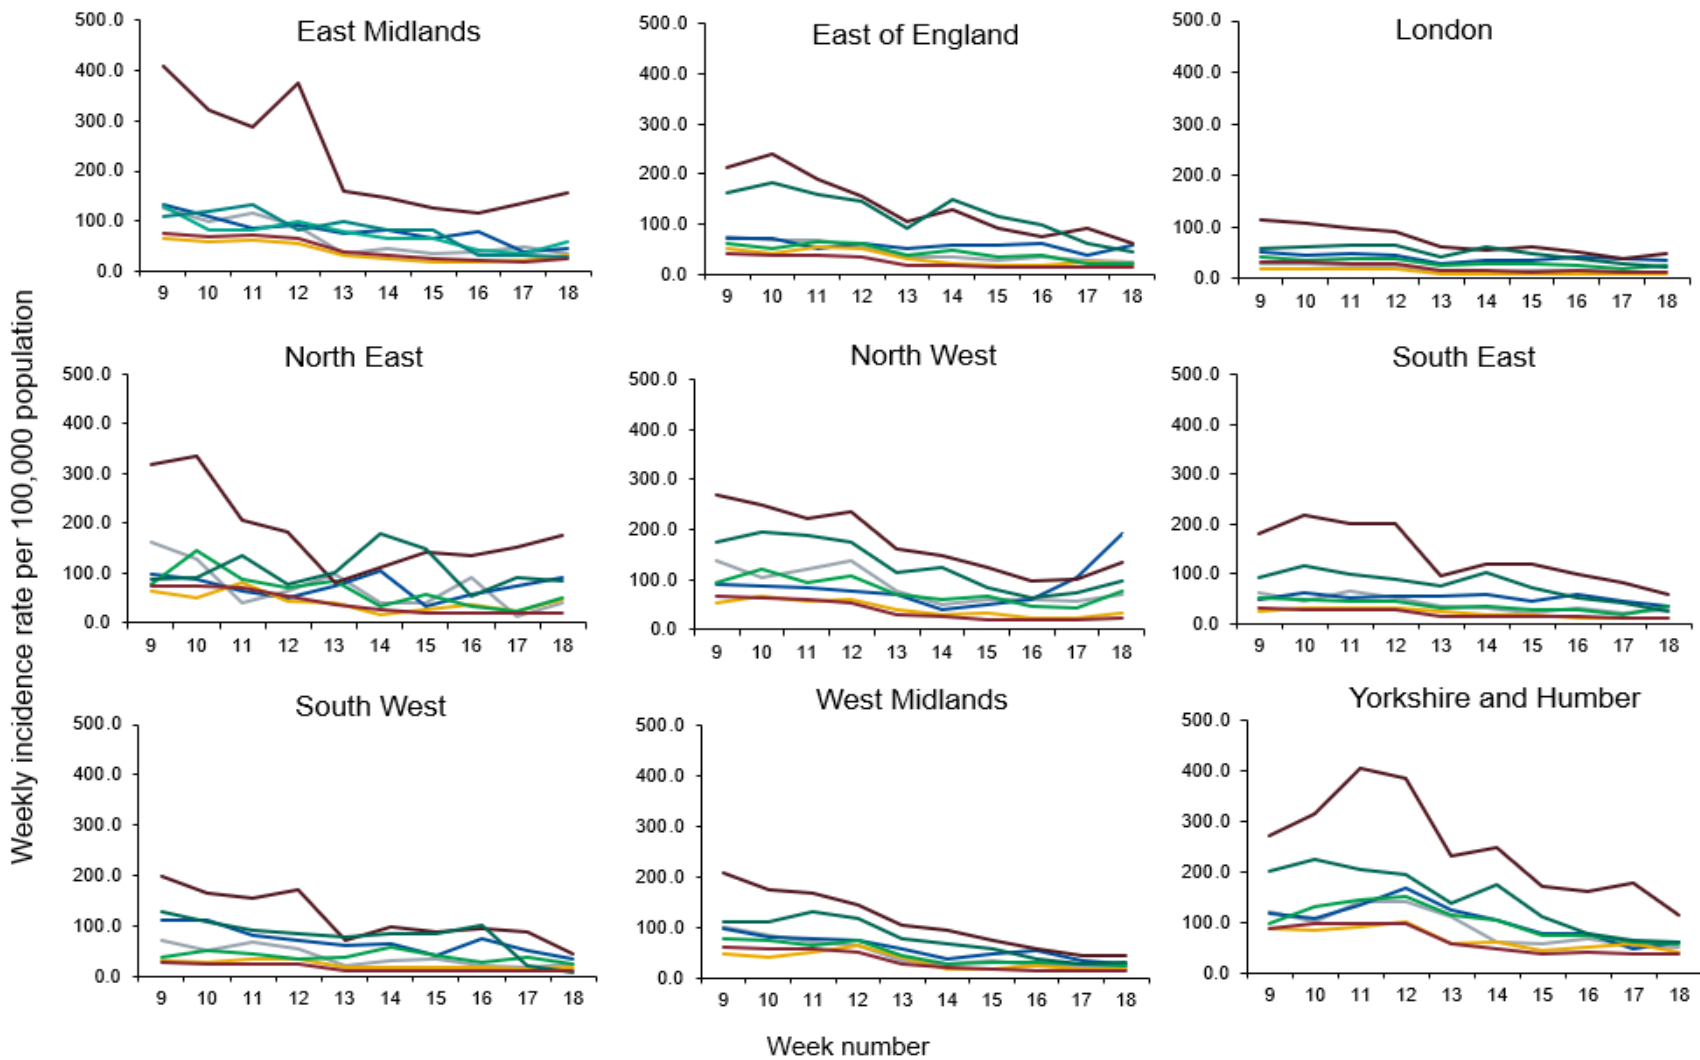 Weekly incidence rate per 100,000 population
East Midlands
500.0
400.0
300.0
200.0
100.0
0.0
9 10 11 12 13 14 15 16 17 18
East of England
500.0
400.0
300.0
200.0
100.0
0.0
9 10 11 12 13 14 15 16 17 18
London
500.0
400.0
300.0
200.0
100.0
0.0
9 10 11 12 13 14 15 16 17 18
North East
500.0
400.0
300.0
200.0
100.0
0.0
9 10 11 12 13 14 15 16 17 18
North West
500.0
400.0
300.0
200.0
100.0
0.0
9 10 11 12 13 14 15 16 17 18
South East
500.0
400.0
300.0
200.0
100.0
0.0
9 10 11 12 13 14 15 16 17 18
South West
500.0
400.0
300.0
200.0
100.0
0.0
9 10 11 12 13 14 15 16 17 18
West Midlands
500.0
400.0
300.0
200.0
100.0
0.0
9 10 11 12 13 14 15 16 17 18
Yorkshire and Humber
500.0
400.0
300.0
200.0
100.0
0.0
9 10 11 12 13 14 15 16 17 18
Week number